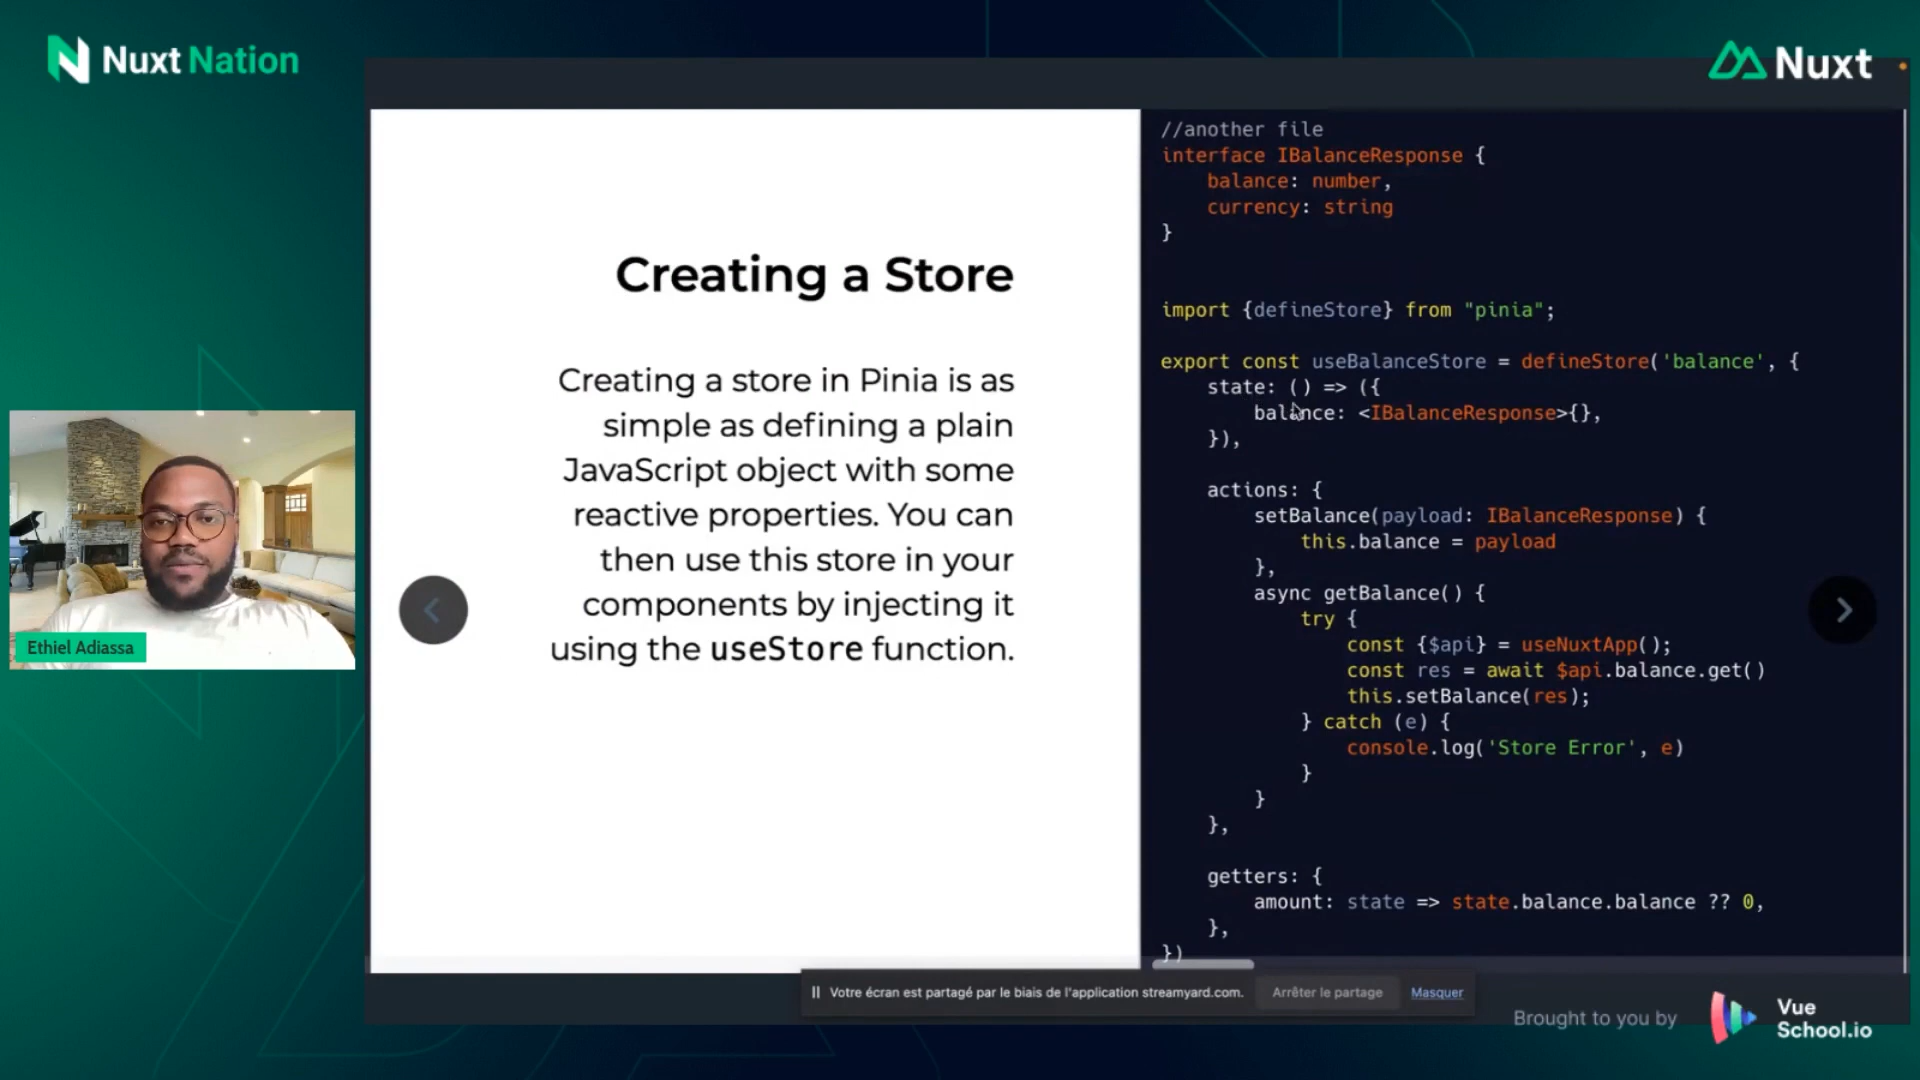 Nuxt Nation
Nuxt
Creating a Store
Creating a store in Pinia is as
simple as defining a plain
JavaScript object with some
reactive properties. You can
then use this store in your
components by injecting it
using the useStore function.
//another file
interface IBalanceResponse {
    balance: number,
    currency: string
}
import {defineStore} from "pinia";
export const useBalanceStore = defineStore('balance', {
    state: () => ({
        balance: <IBalanceResponse>{},
    }),
    actions: {
        setBalance(payload: IBalanceResponse) {
            this.balance = payload
        },
        async getBalance() {
            try {
                const {$api} = useNuxtApp();
                const res = await $api.balance.get()
                this.setBalance(res);
            } catch (e) {
                console.log('Store Error', e)
            }
        }
    },
    getters: {
        amount: state => state.balance.balance ?? 0,
    },
})
Ethiel Adiassa
Votre écran est partagé par le biais de l'application streamyard.com.
Arrêter le partage
Masquer
Brought to you by
Vue
School.io